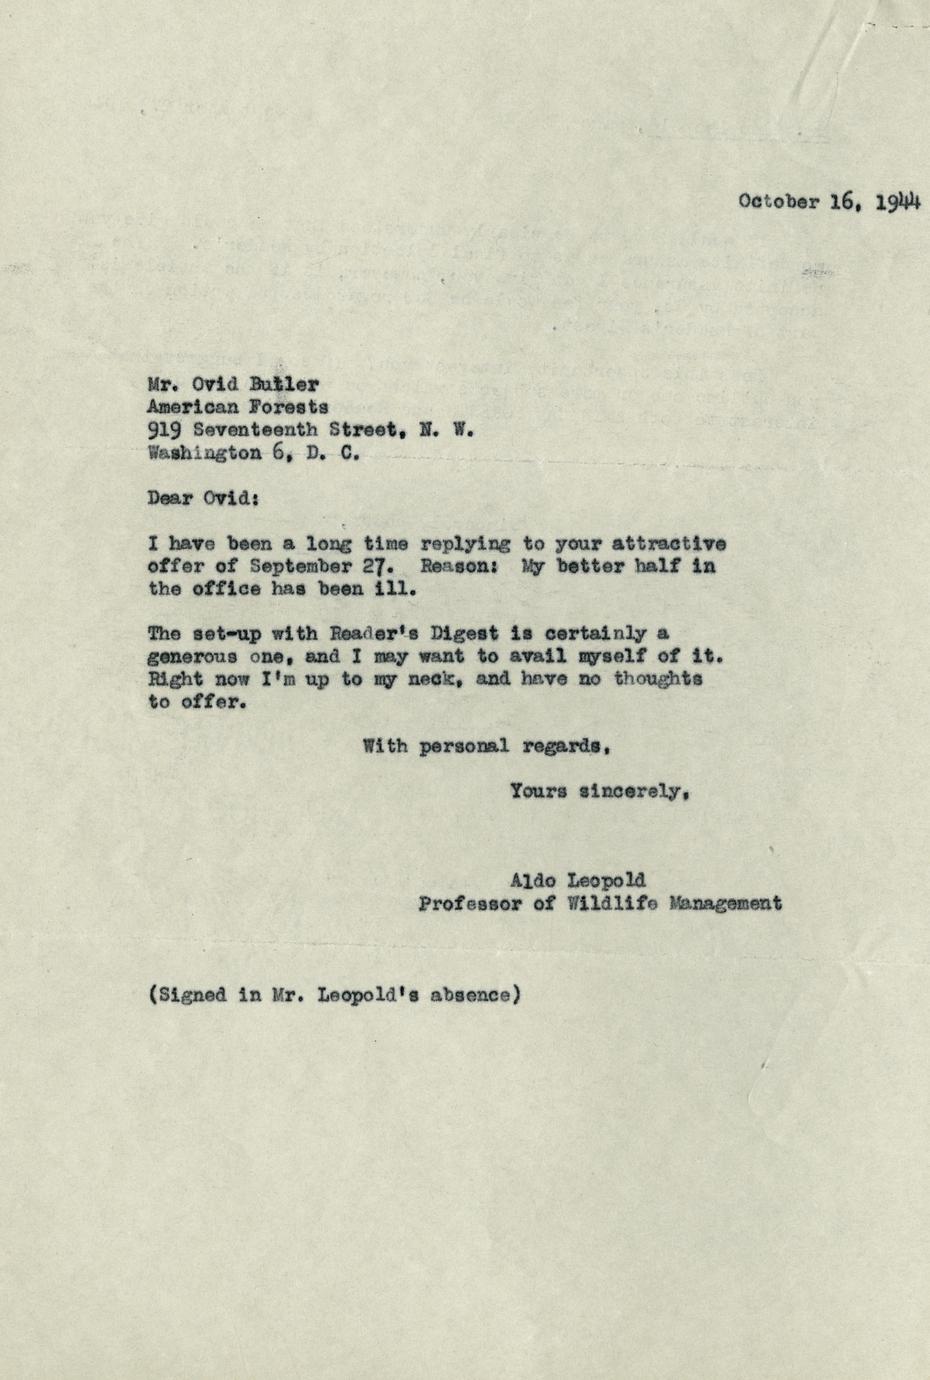 October 16, 1944
Mr. Ovid Butler
American Forests
919 Seventeenth Street, N. W.
Washington 6, D. C.
Dear Ovid:
I have been a long time replying to your attractive
offer of September 27.  Reason:  My better half in
the office has been ill.
The set-up with Reader's Digest is certainly a
generous one, and I may want to avail myself of it.
Right now I'm up to my neck, and have no thoughts
to offer.
With personal regards,
Yours sincerely,
Aldo Leopold
Professor of Wildlife Management
(Signed in Mr. Leopold's absence)